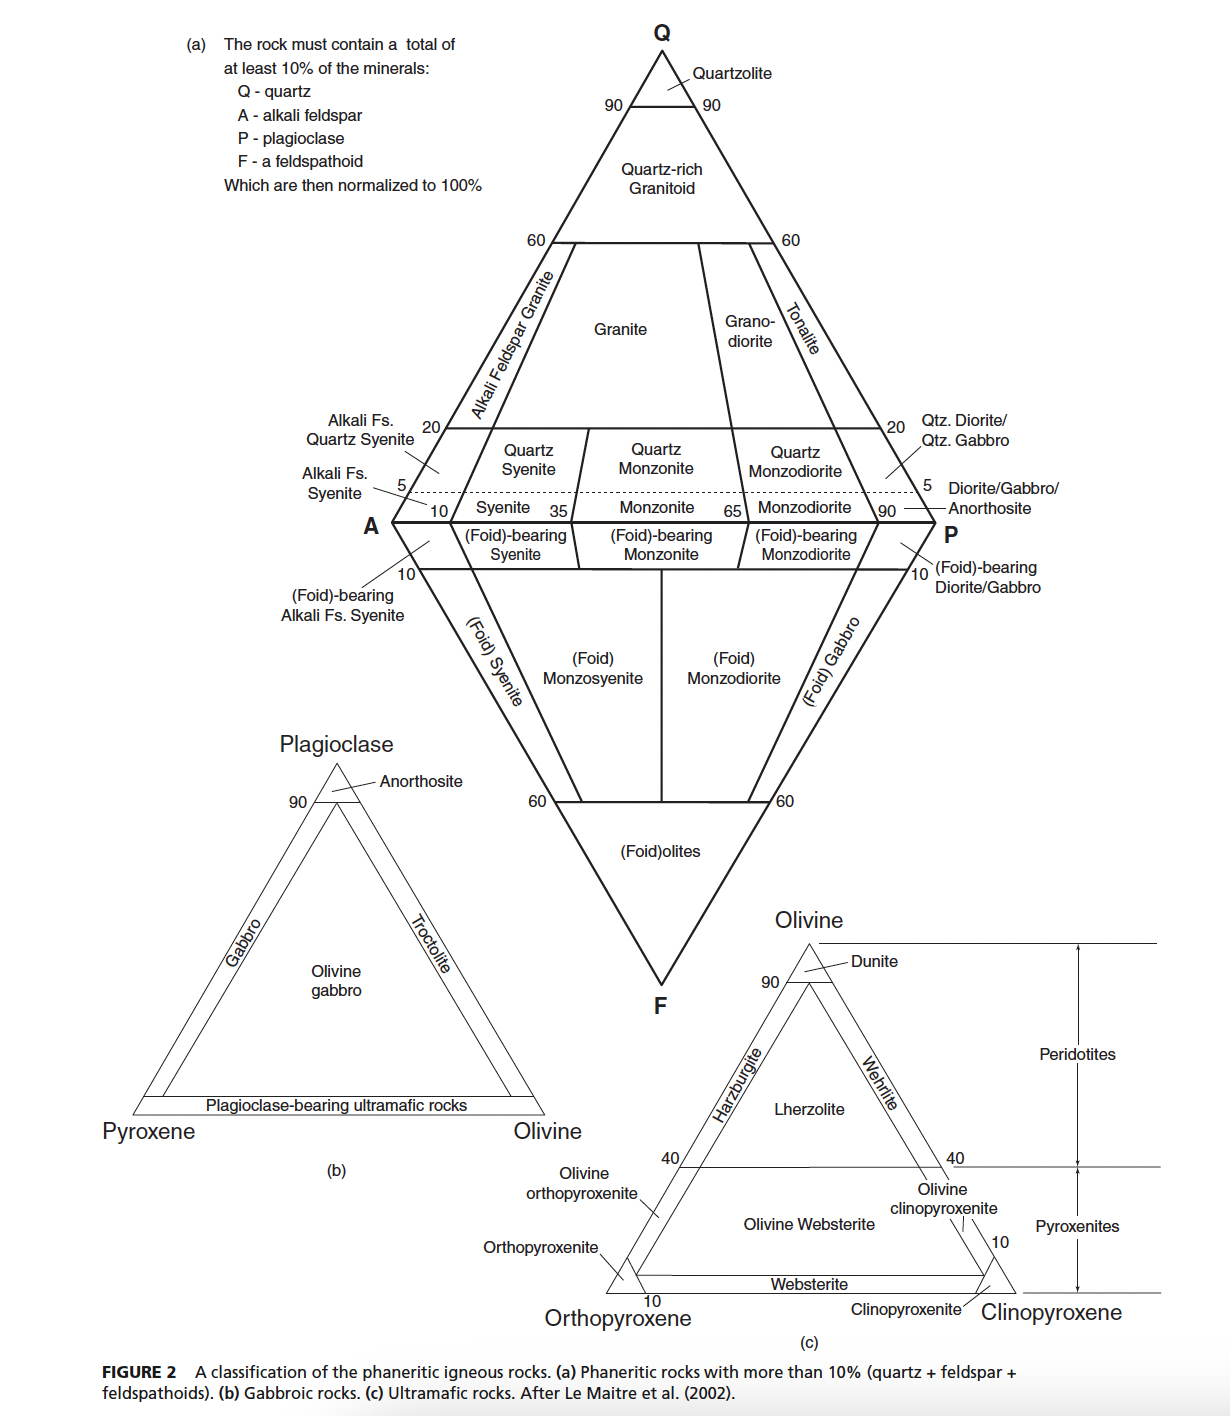 (a) The rock must contain a total of
at least 10% of the minerals:
Q - quartz
A - alkali feldspar
P - plagioclase
F - a feldspathoid
Which are then normalized to 100%
Q
Quartzolite
90
90
Quartz-rich
Granitoid
60
60
Alkali Feldspar Granite
Granite
Grano-
diorite
Tonalite
Alkali Fs.
Quartz Syenite
20
20
Qtz. Diorite/
Qtz. Gabbro
Quartz
Syenite
Quartz
Monzonite
Quartz
Monzodiorite
Alkali Fs.
Syenite
5
5
Diorite/Gabbro/
Anorthosite
10
Syenite
35
Monzonite
65
Monzodiorite
90
A
P
(Foid)-bearing
Syenite
(Foid)-bearing
Monzonite
(Foid)-bearing
Monzodiorite
10
10
(Foid)-bearing
Diorite/Gabbro
(Foid)-bearing
Alkali Fs. Syenite
(Foid) Syenite
(Foid)
Monzosyenite
(Foid)
Monzodiorite
(Foid) Gabbro
60
60
(Foid)olites
F
Plagioclase
Anorthosite
90
Gabbro
Troctolite
Olivine
gabbro
Plagioclase-bearing ultramafic rocks
Pyroxene
Olivine
(b)
Olivine
Dunite
90
Peridotites
Harzburgite
Wehrlite
Lherzolite
40
40
Olivine
orthopyroxenite
Olivine
clinopyroxenite
Olivine Websterite
Pyroxenites
Orthopyroxenite
10
Websterite
10
Clinopyroxenite
Orthopyroxene
Clinopyroxene
(c)
FIGURE 2 A classification of the phaneritic igneous rocks. (a) Phaneritic rocks with more than 10% (quartz + feldspar +
feldspathoids). (b) Gabbroic rocks. (c) Ultramafic rocks. After Le Maitre et al. (2002).